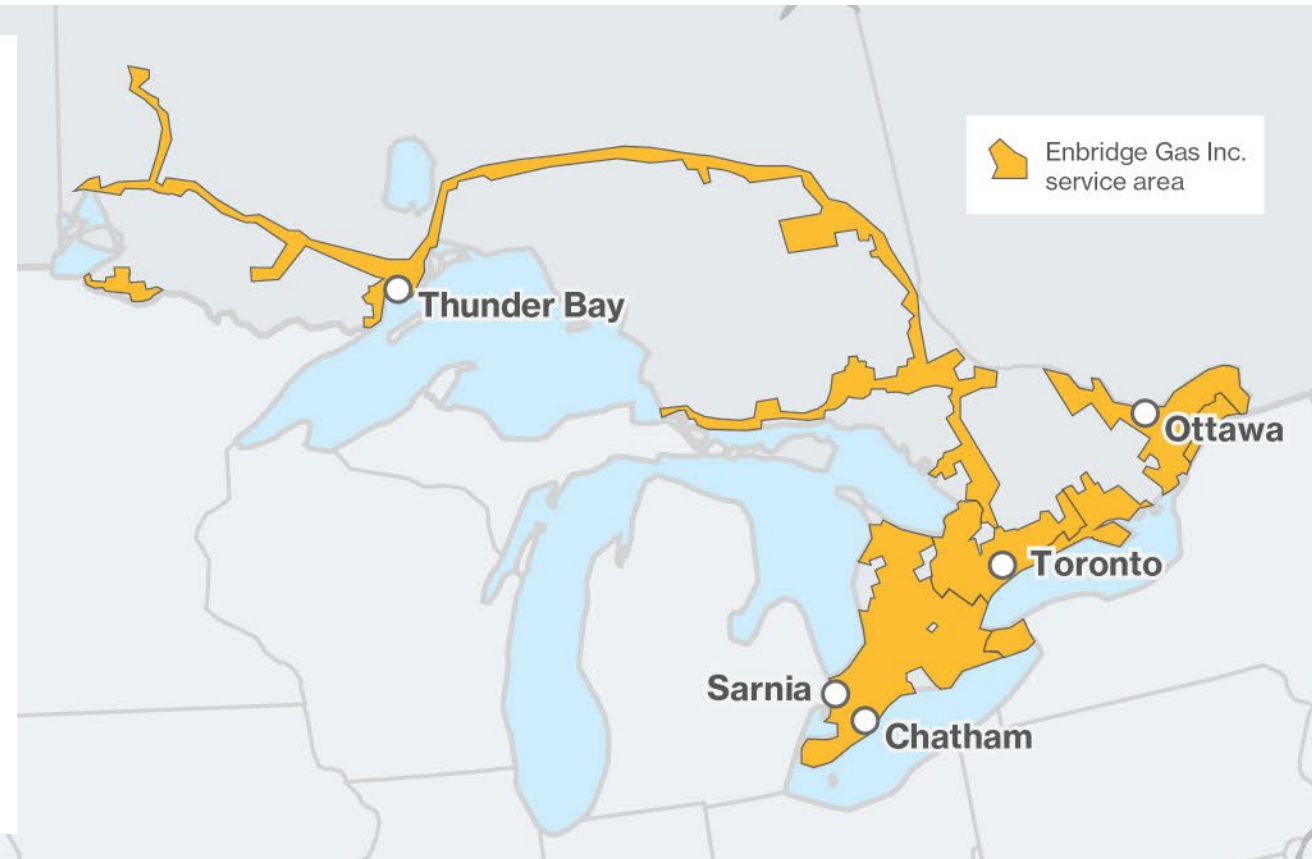 Enbridge Gas Inc.
service area
Thunder Bay
Ottawa
Toronto
Sarnia
Chatham